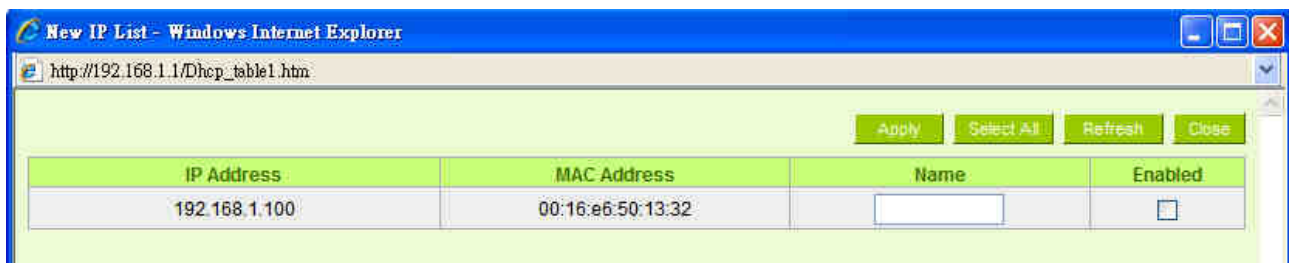 New IP List - Windows Internet Explorer
http://192.168.1.1/Dhcp_table1.htm
Apply Select All Refresh Close
IP Address MAC Address Name Enabled
192.168.1.100 00:16:e6:50:13:32